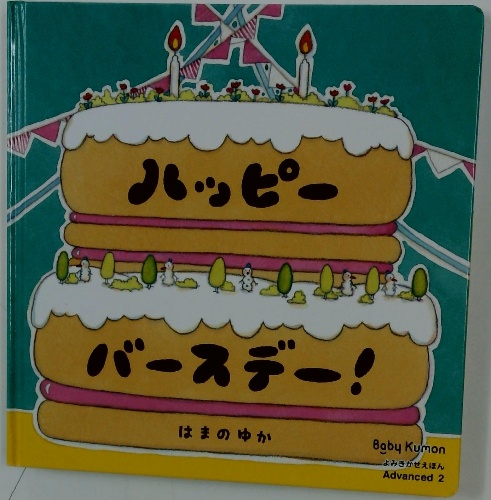 ハッピー
バースデー!
はまのゆか
Baby Kumon
よみきかせえほん
Advanced 2